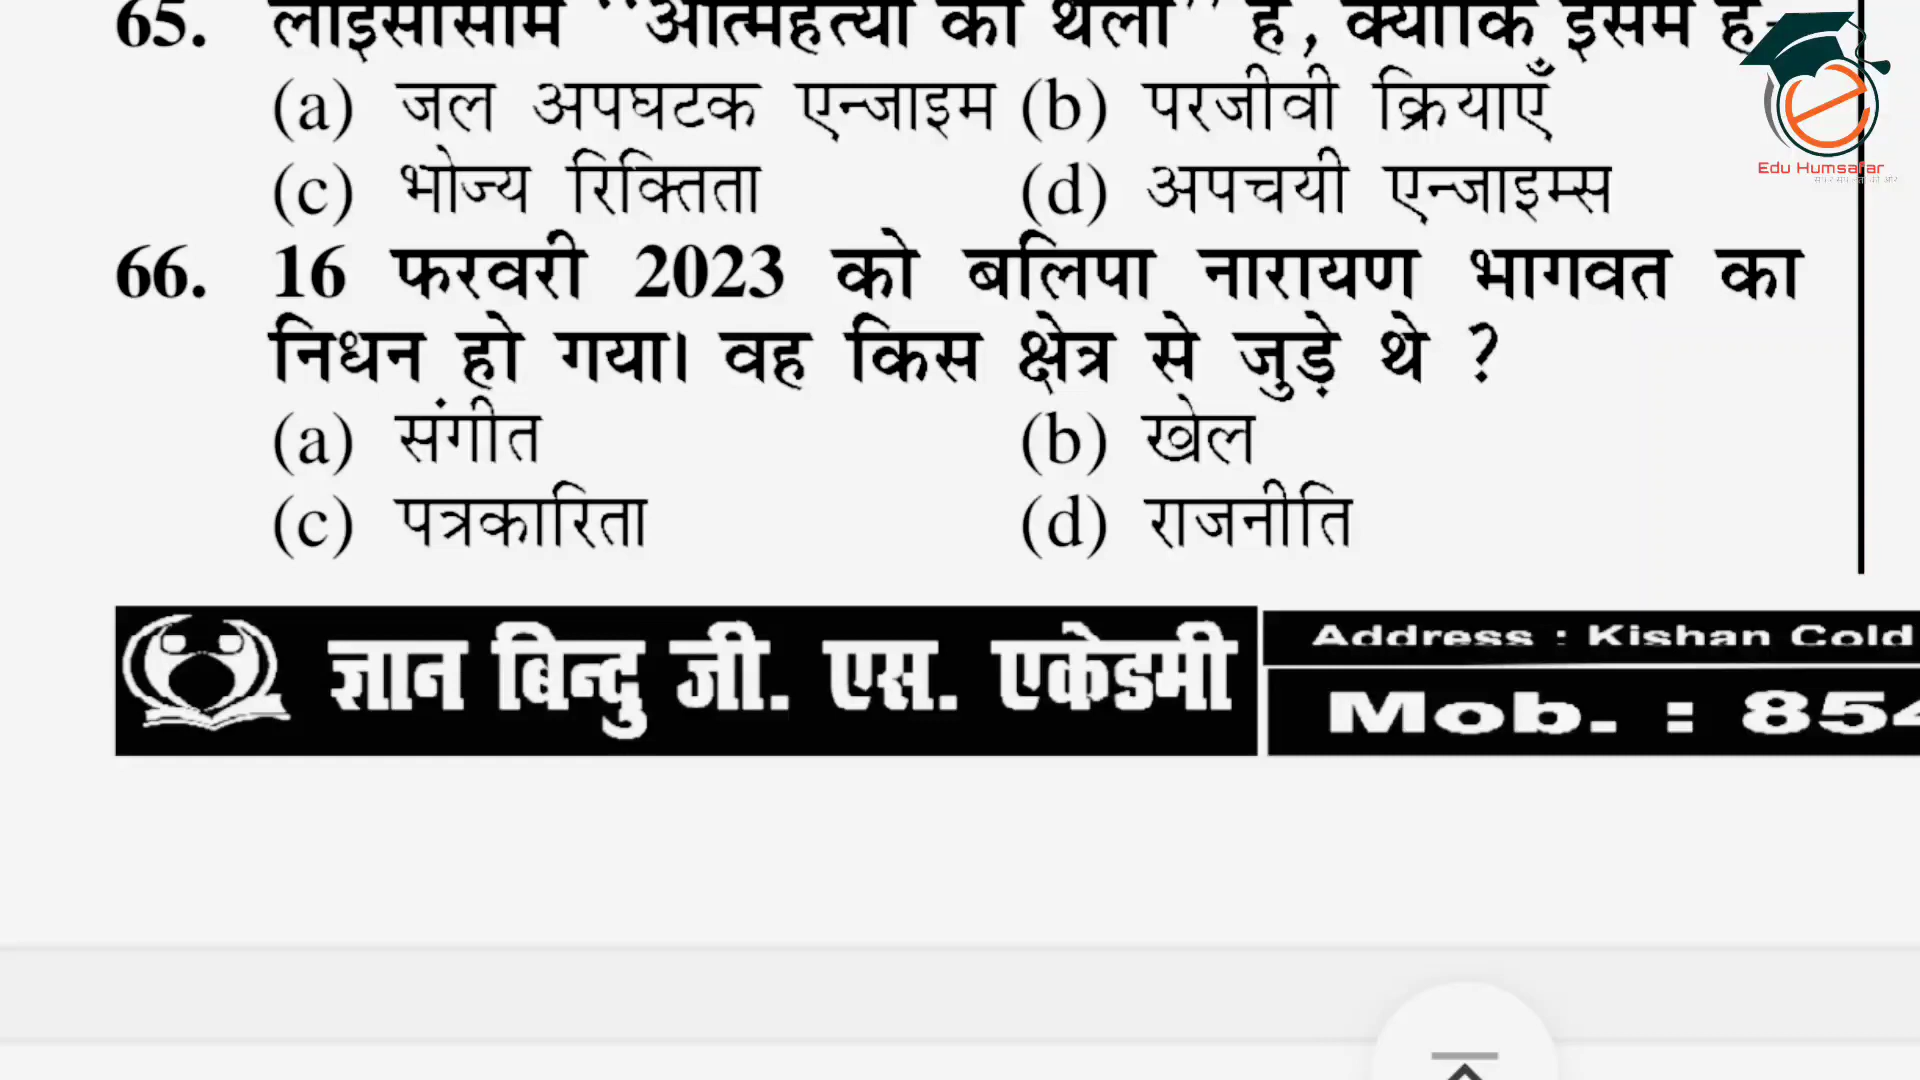 65. लाइसोसोम ‘‘आत्महत्या की थैली’’ है, क्योंकि इसमें है-
(a) जल अपघटक एन्जाइम (b) परजीवी क्रियाएँ
(c) भोज्य रिक्तिता (d) अपचयी एन्जाइम्स
66. 16 फरवरी 2023 को बलिपा नारायण भागवत का
निधन हो गया। वह किस क्षेत्र से जुड़े थे ?
(a) संगीत (b) खेल
(c) पत्रकारिता (d) राजनीति
Edu Humsafar
ज्ञान बिन्दु जी. एस. एकेडमी
Address : Kishan Cold
Mob. : 854